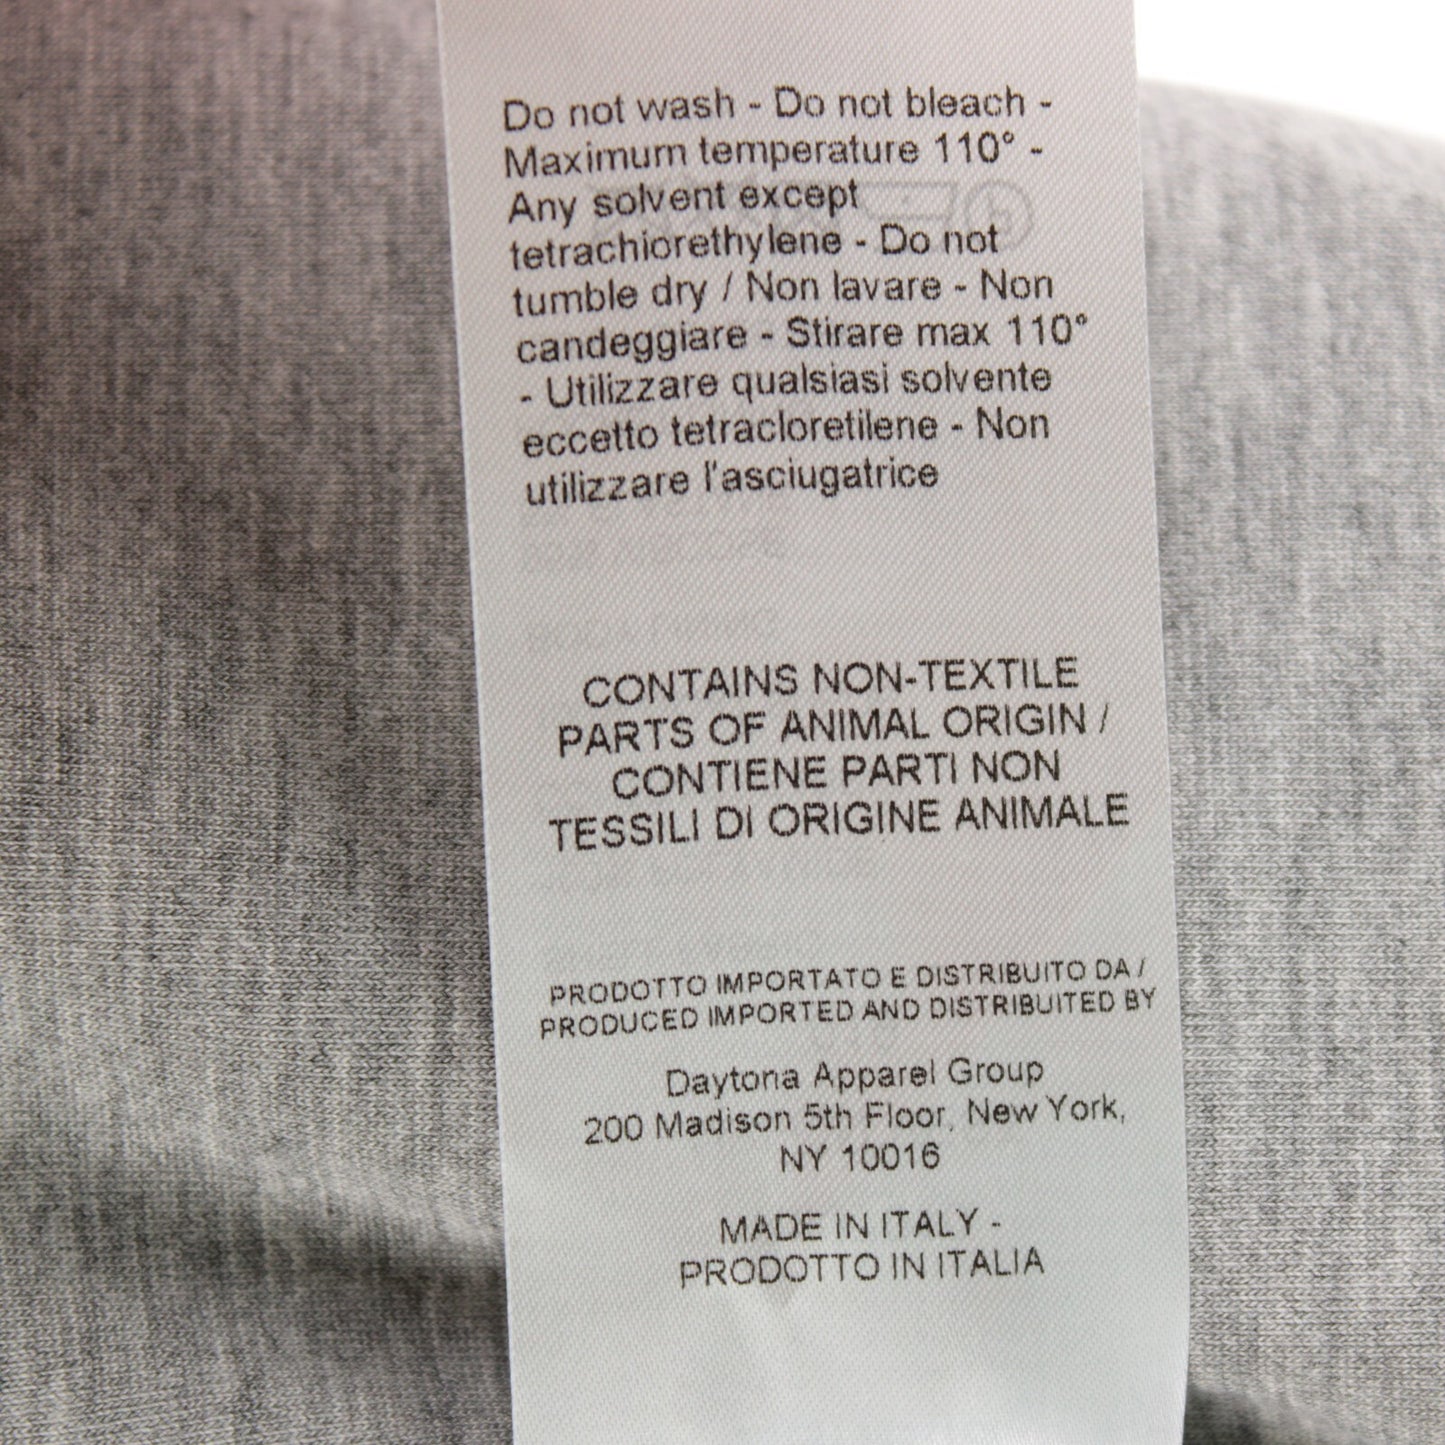 Do not wash - Do not bleach -
Maximum temperature 110° -
Any solvent except
tetrachiorethylene - Do not
tumble dry / Non lavare - Non
candeggiare - Stirare max 110°
- Utilizzare qualsiasi solvente
eccetto tetracloretilene - Non
utilizzare l'asciugatrice
CONTAINS NON-TEXTILE
PARTS OF ANIMAL ORIGIN /
CONTIENE PARTI NON
TESSILI DI ORIGINE ANIMALE
PRODOTTO IMPORTATO E DISTRIBUITO DA /
PRODUCED IMPORTED AND DISTRIBUTED BY
Daytona Apparel Group
200 Madison 5th Floor, New York,
NY 10016
MADE IN ITALY -
PRODOTTO IN ITALIA